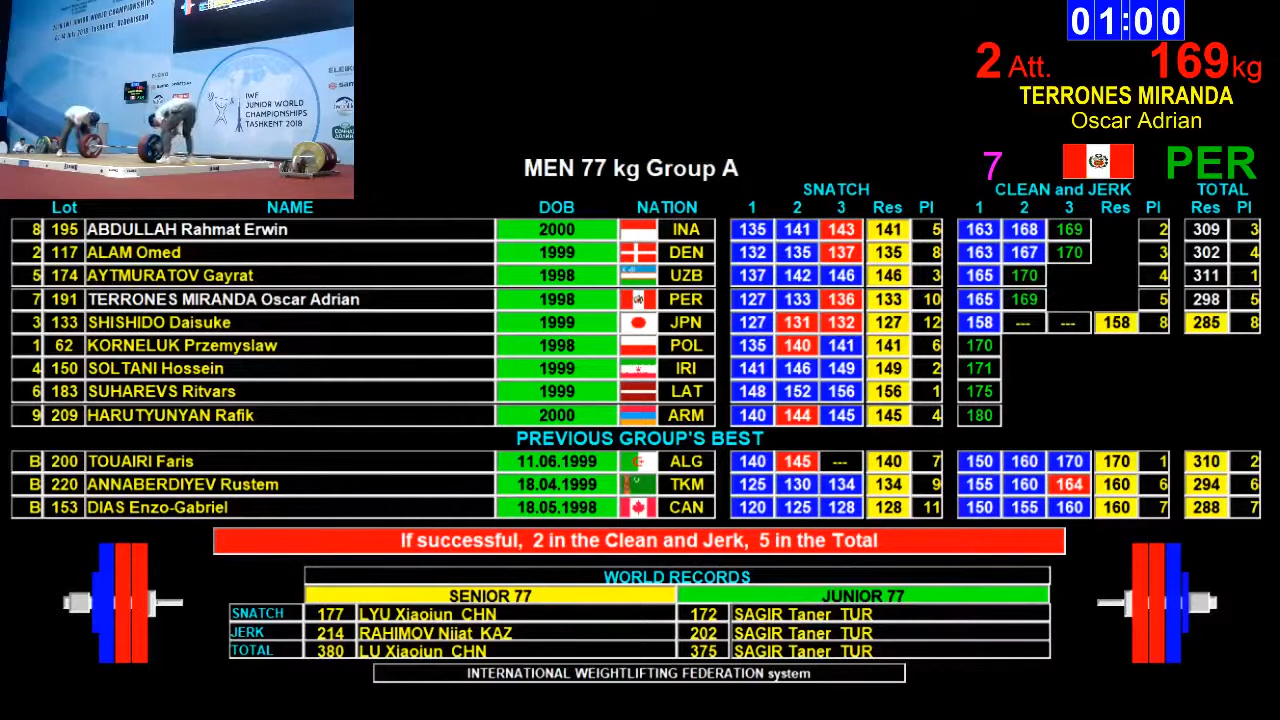 2018 IWF JUNIOR WORLD CHAMPIONSHIPS
ELEIKO
IWF
JUNIOR WORLD
CHAMPIONSHIPS
TASHKENT 2018
01:00
2 Att. 169kg
TERRONES MIRANDA
Oscar Adrian
7 PER
MEN 77 kg Group A
SNATCH CLEAN and JERK TOTAL
Lot NAME DOB NATION 1 2 3 Res Pl 1 2 3 Res Pl Res Pl
8 195 ABDULLAH Rahmat Erwin 2000 INA 135 141 143 141 5 163 168 169 2 309 3
2 117 ALAM Omed 1999 DEN 132 135 137 135 8 163 167 170 3 302 4
5 174 AYTMURATOV Gayrat 1998 UZB 137 142 146 146 3 165 170 4 311 1
7 191 TERRONES MIRANDA Oscar Adrian 1998 PER 127 133 136 133 10 165 169 5 298 5
3 133 SHISHIDO Daisuke 1999 JPN 127 131 132 127 12 158 --- --- 158 8 285 8
1 62 KORNELUK Przemyslaw 1998 POL 135 140 141 141 6 170
4 150 SOLTANI Hossein 1999 IRI 141 146 149 149 2 171
6 183 SUHAREVS Ritvars 1999 LAT 148 152 156 156 1 175
9 209 HARUTYUNYAN Rafik 2000 ARM 140 144 145 145 4 180
PREVIOUS GROUP'S BEST
B 200 TOUAIRI Faris 11.06.1999 ALG 140 145 --- 140 7 150 160 170 170 1 310 2
B 220 ANNABERDIYEV Rustem 18.04.1999 TKM 125 130 134 134 9 155 160 164 160 6 294 6
B 153 DIAS Enzo-Gabriel 18.05.1998 CAN 120 125 128 128 11 150 155 160 160 7 288 7
If successful, 2 in the Clean and Jerk, 5 in the Total
WORLD RECORDS
SENIOR 77 JUNIOR 77
SNATCH 177 LYU Xiaojun CHN 172 SAGIR Taner TUR
JERK 214 RAHIMOV Nijat KAZ 202 SAGIR Taner TUR
TOTAL 380 LU Xiaojun CHN 375 SAGIR Taner TUR
INTERNATIONAL WEIGHTLIFTING FEDERATION system